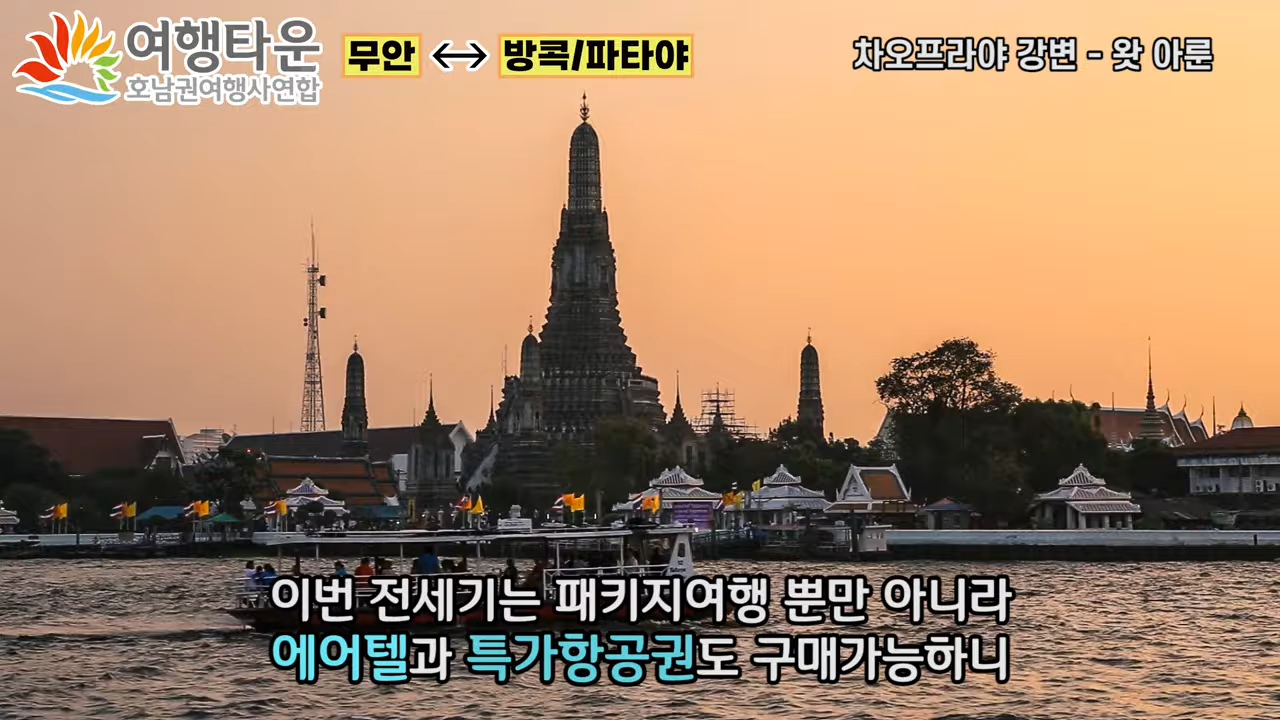 여행타운
호남권여행사연합
무안 ↔ 방콕/파타야
차오프라야 강변 - 왓 아룬
이번 전세기는 패키지여행 뿐만 아니라
에어텔과 특가항공권도 구매가능하니